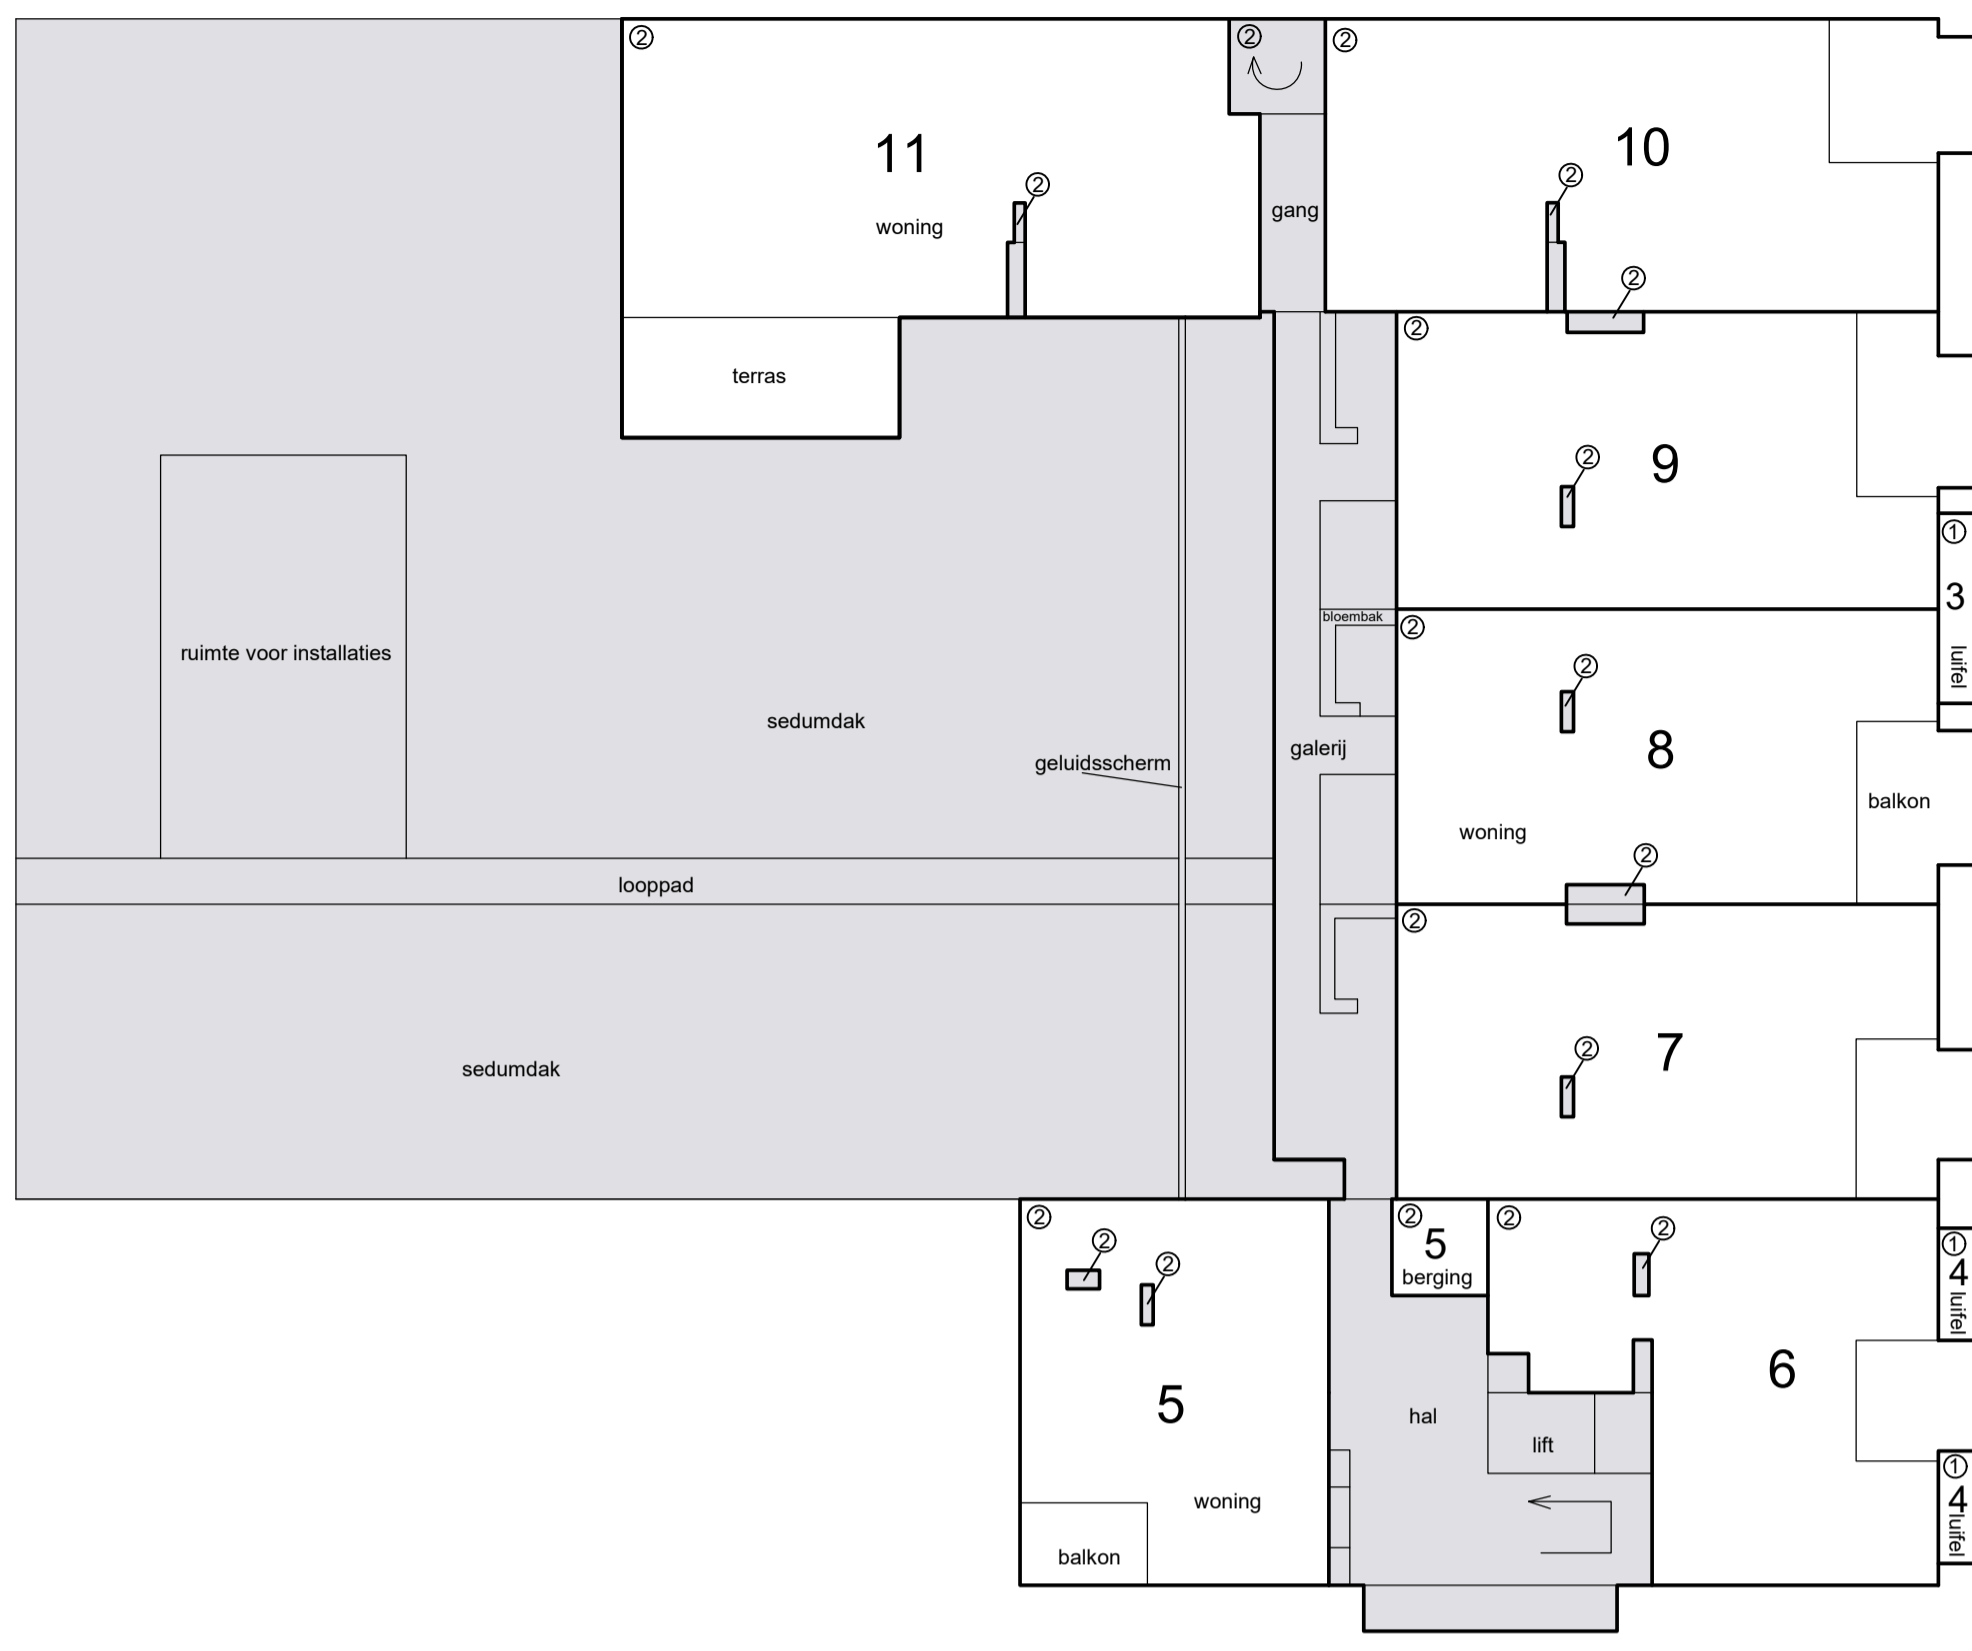 ②
②
②
11
10
②
②
gang
woning
②
②
terras
9
②
①
3
bloembak
②
luifel
ruimte voor installaties
②
sedumdak
galerij
8
geluidsscherm
balkon
woning
②
looppad
②
7
②
sedumdak
②
②
②
②
5
berging
②
②
①
4
luifel
②
6
5
hal
lift
woning
①
4
luifel
balkon